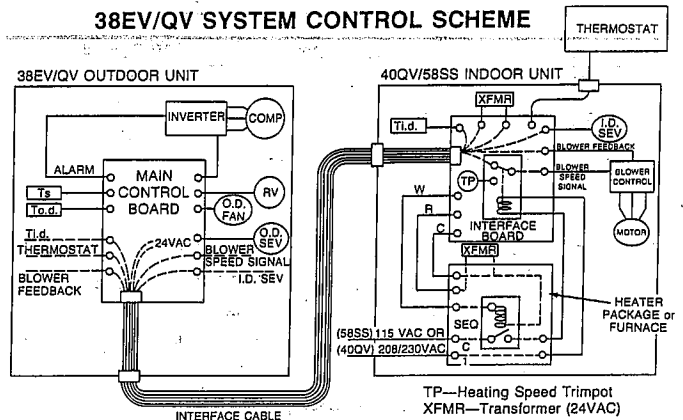 38EV/QV SYSTEM CONTROL SCHEME
THERMOSTAT
38EV/QV OUTDOOR UNIT
40QV/58SS INDOOR UNIT
INVERTER
COMP
XFMR
Ti.d.
I.D.
SEV
BLOWER FEEDBACK
ALARM
MAIN
CONTROL
BOARD
Ts
To.d.
RV
O.D.
FAN
TP
BLOWER
SPEED
SIGNAL
BLOWER
CONTROL
W
R
C
INTERFACE
BOARD
MOTOR
Ti.d.
THERMOSTAT
BLOWER
FEEDBACK
24VAC
O.D.
SEV
BLOWER
SPEED SIGNAL
I.D. SEV
XFMR
SEQ
HEATER
PACKAGE or
FURNACE
(58SS) 115 VAC OR
(40QV) 208/230VAC
C
1
INTERFACE CABLE
TP—Heating Speed Trimpot
XFMR—Transformer (24VAC)